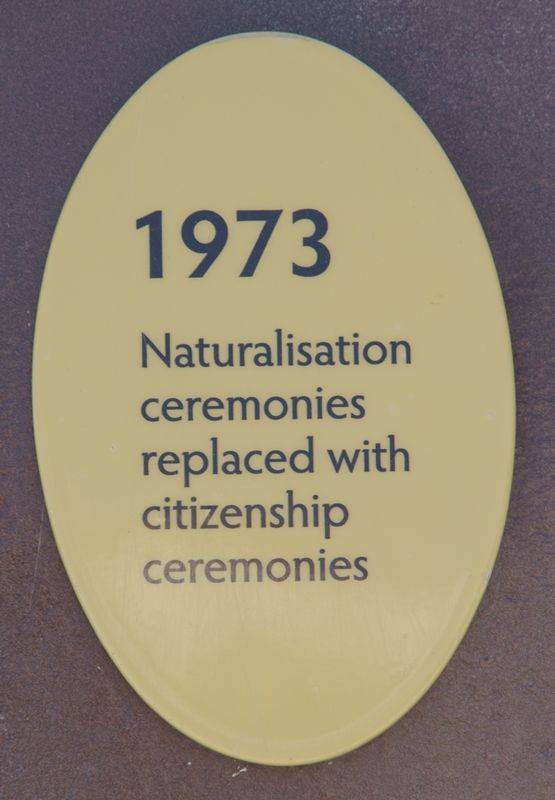 1973
Naturalisation
ceremonies
replaced with
citizenship
ceremonies